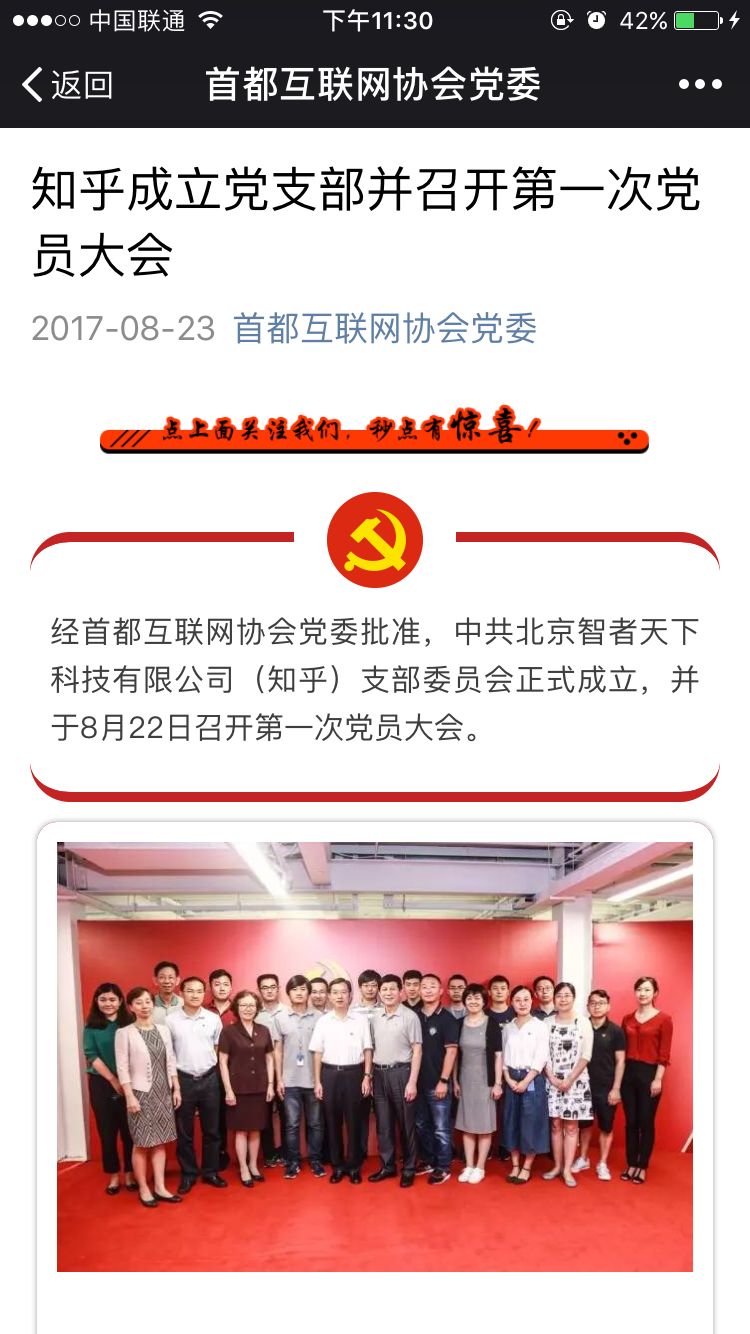 中国联通 下午11:30 42%
返回 首都互联网协会党委
知乎成立党支部并召开第一次党
员大会
2017-08-23 首都互联网协会党委
点上面关注我们，秒点有惊喜！
经首都互联网协会党委批准，中共北京智者天下
科技有限公司（知乎）支部委员会正式成立，并
于8月22日召开第一次党员大会。